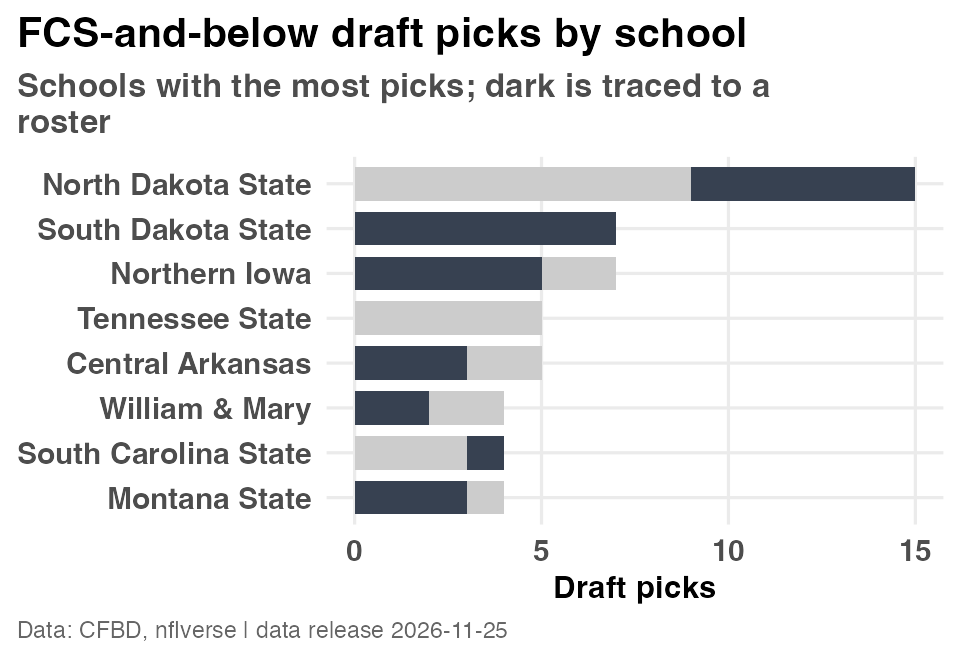 FCS-and-below draft picks by school
Schools with the most picks; dark is traced to a
roster
North Dakota State
South Dakota State
Northern Iowa
Tennessee State
Central Arkansas
William & Mary
South Carolina State
Montana State
0 5 10 15
Draft picks
Data: CFBD, nflverse | data release 2026-11-25